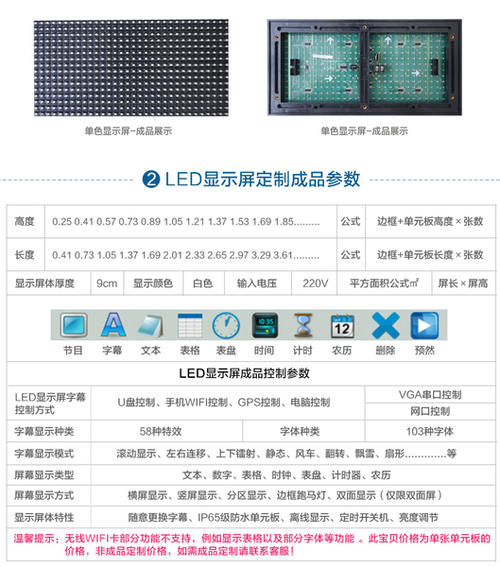 单色显示屏-成品展示
单色显示屏-成品展示
2 LED显示屏定制成品参数
高度 0.25 0.41 0.57 0.73 0.89 1.05 1.21 1.37 1.53 1.69 1.85......... 公式 边框+单元板高度×张数
长度 0.41 0.73 1.05 1.37 1.69 2.01 2.33 2.65 2.97 3.29 3.61......... 公式 边框+单元板长度×张数
显示屏体厚度 9cm 显示颜色 白色 输入电压 220V 平方面积公式㎡ 屏长×屏高
10:35
12
节目 字幕 文本 表格 表盘 时间 计时 农历 删除 预然
LED显示屏成品控制参数
LED显示屏字幕
控制方式
U盘控制、手机WIFI控制、GPS控制、电脑控制
VGA串口控制
网口控制
字幕显示种类 58种特效 字体种类 103种字体
字幕显示模式 滚动显示、左右连移、上下镭射、静态、风车、翻转、飘雪、扇形............等
屏幕显示类型 文本、数字、表格、时钟、表盘、计时器、农历
屏幕显示方式 横屏显示、竖屏显示、分区显示、边框跑马灯、双面显示（仅限双面屏）
显示屏体特性 随意更换字幕、IP65级防水单元板、离线显示、定时开关机、亮度调节
温馨提示：无线WIFI卡部分功能不支持，例如显示表格以及部分字体等功能 。此宝贝价格为单张单元板的
价格，非成品定制价格，如需成品定制请联系客服！